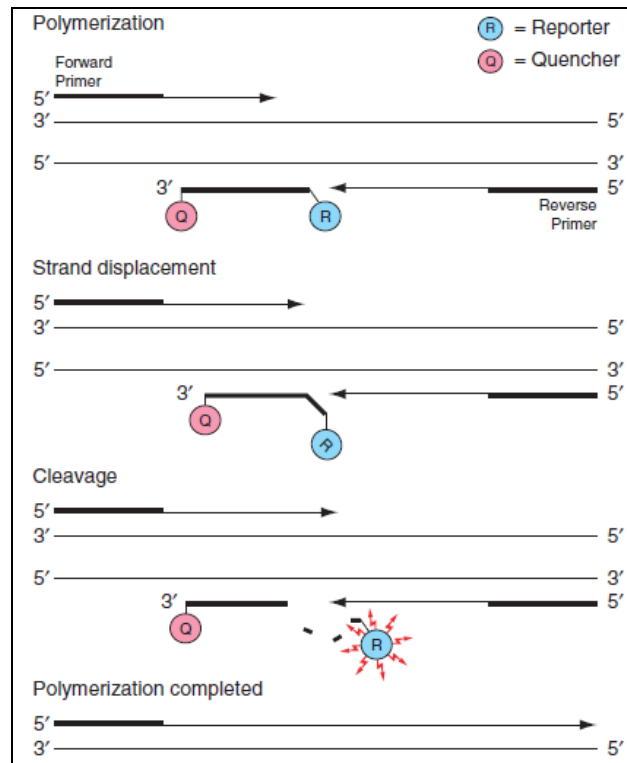 Polymerization
R = Reporter
Q = Quencher
Forward
Primer
5′
3′ 5′
5′ 3′
3′ 5′
Q R
Reverse
Primer
Strand displacement
5′
3′ 5′
5′ 3′
3′ 5′
Q
R
Cleavage
5′
3′ 5′
5′ 3′
3′ 5′
Q
R
Polymerization completed
5′
3′ 5′